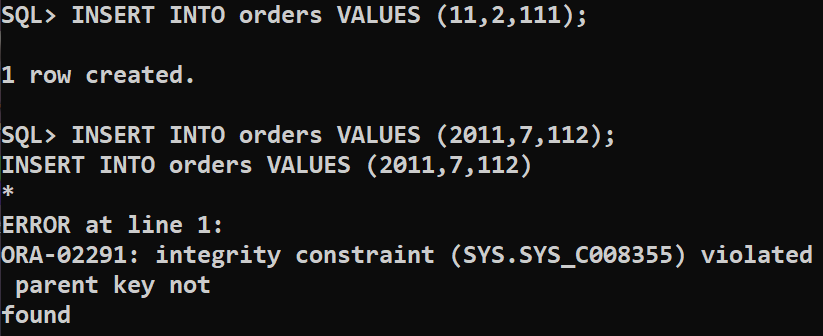 SQL> INSERT INTO orders VALUES (11,2,111);
1 row created.
SQL> INSERT INTO orders VALUES (2011,7,112);
INSERT INTO orders VALUES (2011,7,112)
*
ERROR at line 1:
ORA-02291: integrity constraint (SYS.SYS_C008355) violated
parent key not
found